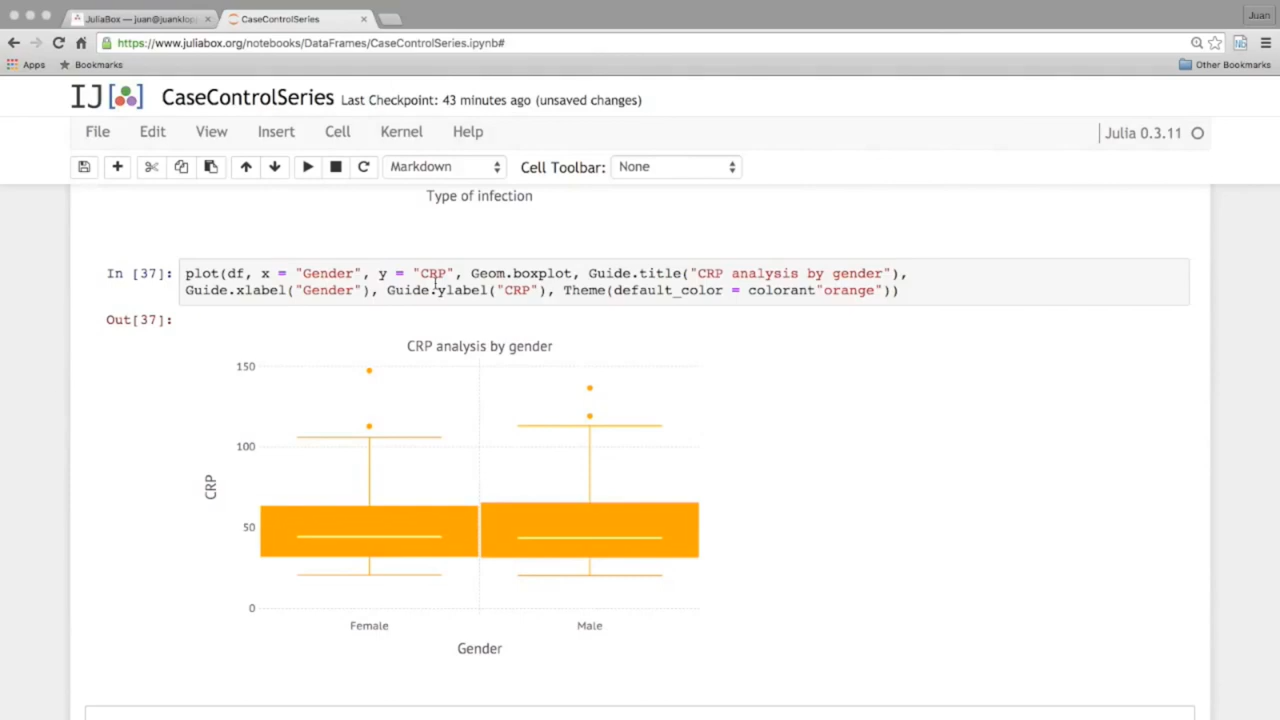 JuliaBox — juan@juanklop
CaseControlSeries
Juan
https://www.juliabox.org/notebooks/DataFrames/CaseControlSeries.ipynb#
Apps
Bookmarks
Other Bookmarks
IJ[ ] CaseControlSeries Last Checkpoint: 43 minutes ago (unsaved changes)
File Edit View Insert Cell Kernel Help
Julia 0.3.11
Markdown
Cell Toolbar: None
Type of infection
In [37]: plot(df, x = "Gender", y = "CRP", Geom.boxplot, Guide.title("CRP analysis by gender"),
Guide.xlabel("Gender"), Guide.ylabel("CRP"), Theme(default_color = colorant"orange"))
Out[37]:
CRP analysis by gender
150
100
CRP
50
0
Female Male
Gender